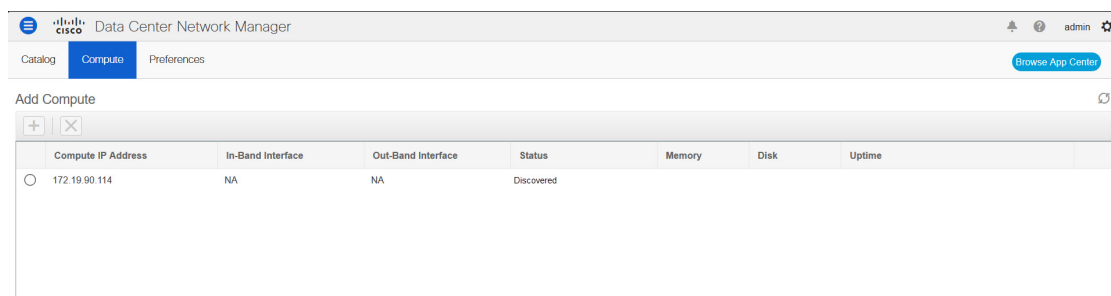 cisco Data Center Network Manager admin
Catalog Compute Preferences Browse App Center
Add Compute
Compute IP Address In-Band Interface Out-Band Interface Status Memory Disk Uptime
172.19.90.114 NA NA Discovered